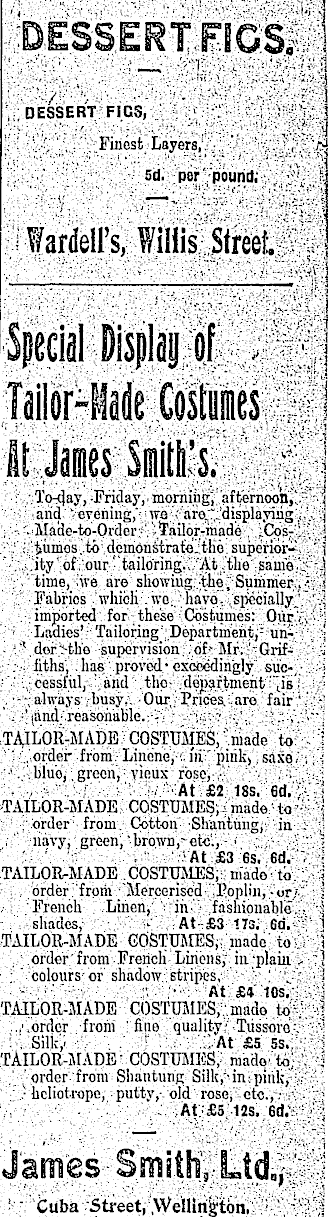 DESSERT FIGS.
DESSERT FIGS,
Finest Layers,
5d. per pound.
Wardell's, Willis Street.
Special Display of
Tailor-Made Costumes
At James Smith's.
To-day, Friday, morning, afternoon,
and evening, we are displaying
Made-to-Order Tailor-made Cos-
tumes to demonstrate the superior-
ity of our tailoring. At the same
time, we are showing the Summer
Fabrics which we have specially
imported for these Costumes. Our
Ladies' Tailoring Department, un-
der the supervision of Mr. Grif-
fiths, has proved exceedingly suc-
cessful, and the department is
always busy. Our Prices are fair
and reasonable.
TAILOR-MADE COSTUMES, made to
order from Linene, in pink, saxe
blue, green, vieux rose,
At £2 18s. 6d.
TAILOR-MADE COSTUMES, made to
order from Cotton Shantung, in
navy, green, brown, etc.,
At £3 6s. 6d.
TAILOR-MADE COSTUMES, made to
order from Mercerised Poplin, or
French Linen, in fashionable
shades, At £3 17s. 6d.
TAILOR-MADE COSTUMES, made to
order from French Linens, in plain
colours or shadow stripes,
At £4 10s.
TAILOR-MADE COSTUMES, made to
order from fine quality Tussore
Silk, At £5 5s.
TAILOR-MADE COSTUMES, made to
order from Shantung Silk, in pink,
heliotrope, putty, old rose, etc.,
At £5 12s. 6d.
James Smith, Ltd.,
Cuba Street, Wellington.